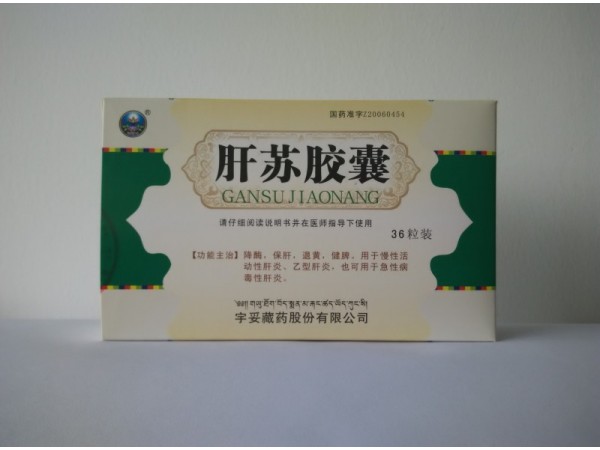 国药准字Z20060454
肝苏胶囊
GANSUJIAONANG
请仔细阅读说明书并在医师指导下使用
36粒装
【功能主治】降酶，保肝，退黄，健脾。用于慢性活
动性肝炎、乙型肝炎，也可用于急性病
毒性肝炎。
宇妥藏药股份有限公司